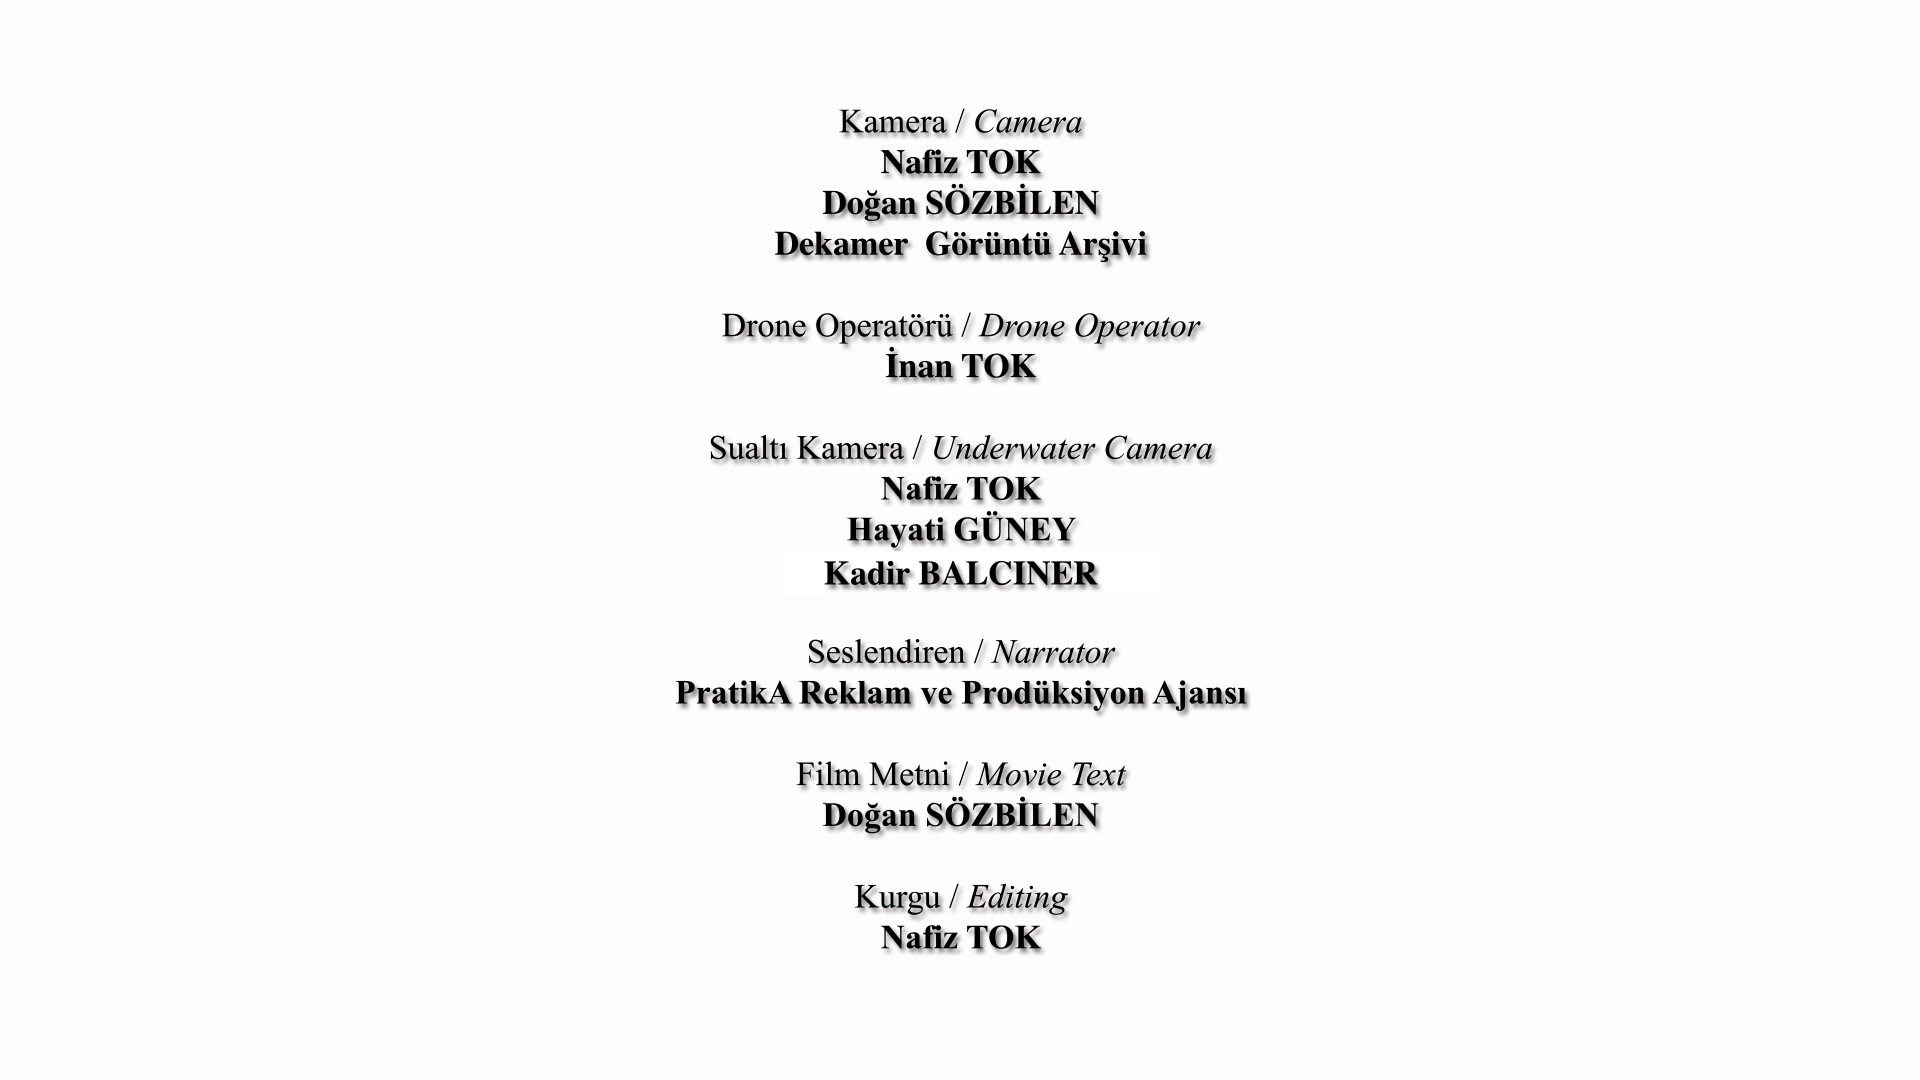 Kamera / Camera
Nafiz TOK
Doğan SÖZBİLEN
Dekamer  Görüntü Arşivi
Drone Operatörü / Drone Operator
İnan TOK
Sualtı Kamera / Underwater Camera
Nafiz TOK
Hayati GÜNEY
Kadir BALCINER
Seslendiren / Narrator
PratikA Reklam ve Prodüksiyon Ajansı
Film Metni / Movie Text
Doğan SÖZBİLEN
Kurgu / Editing
Nafiz TOK